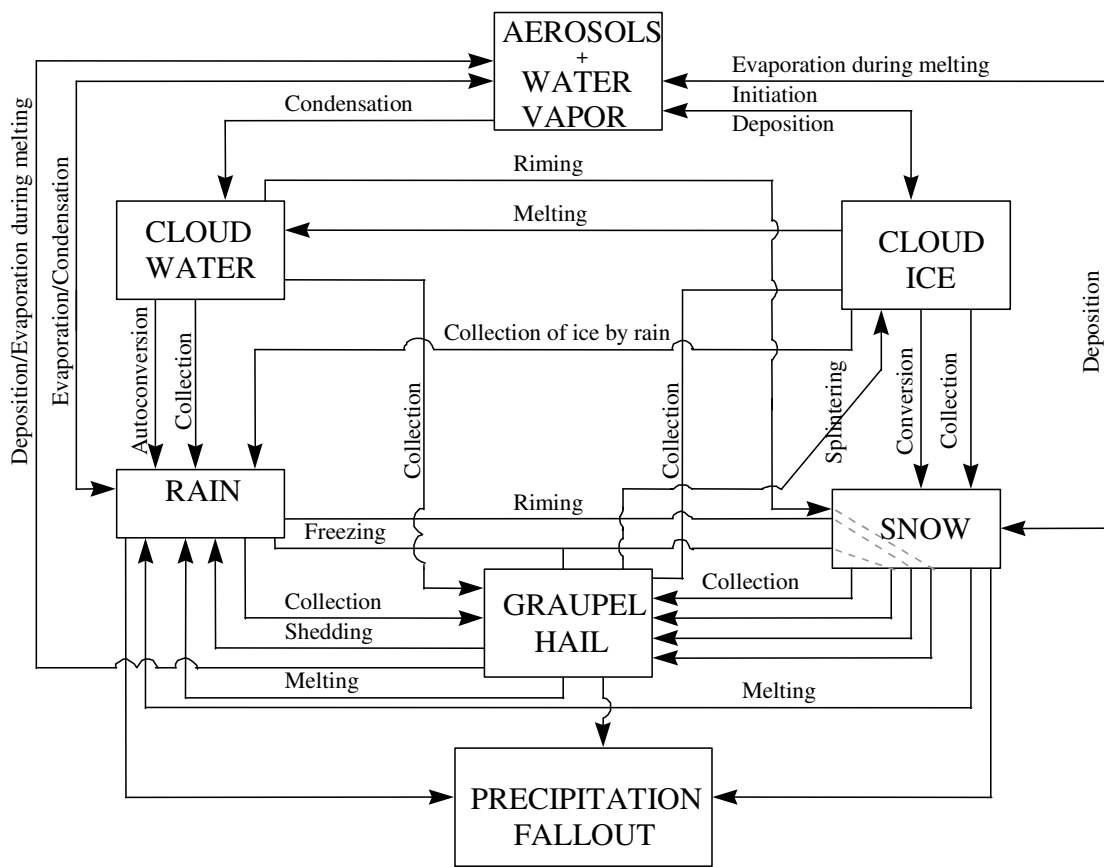 AEROSOLS
+
WATER
VAPOR
Evaporation during melting
Condensation
Initiation
Deposition
Riming
Melting
CLOUD
WATER
CLOUD
ICE
Deposition/Evaporation during melting
Evaporation/Condensation
Deposition
Collection of ice by rain
Autoconversion
Collection
Collection
Collection
Splintering
Conversion
Collection
RAIN
Riming
SNOW
Freezing
Collection
GRAUPEL
HAIL
Collection
Shedding
Melting
Melting
PRECIPITATION
FALLOUT